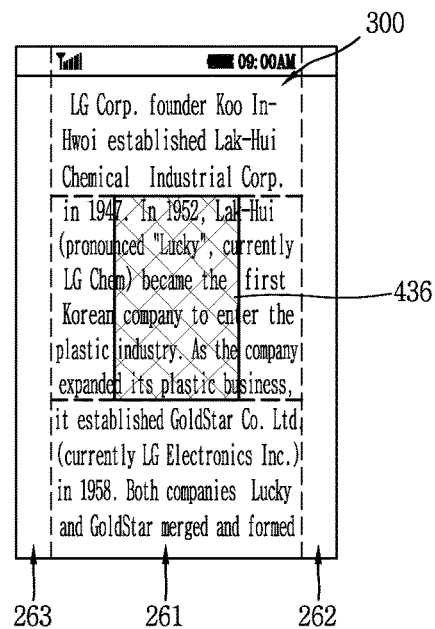 300
09:00AM
LG Corp. founder Koo In-
Hwoi established Lak-Hui
Chemical Industrial Corp.
in 1947. In 1952, Lak-Hui
(pronounced "Lucky", currently
LG Chem) became the first
Korean company to enter the
436
plastic industry. As the company
expanded its plastic business,
it established GoldStar Co. Ltd.
(currently LG Electronics Inc.)
in 1958. Both companies Lucky
and GoldStar merged and formed
263 261 262